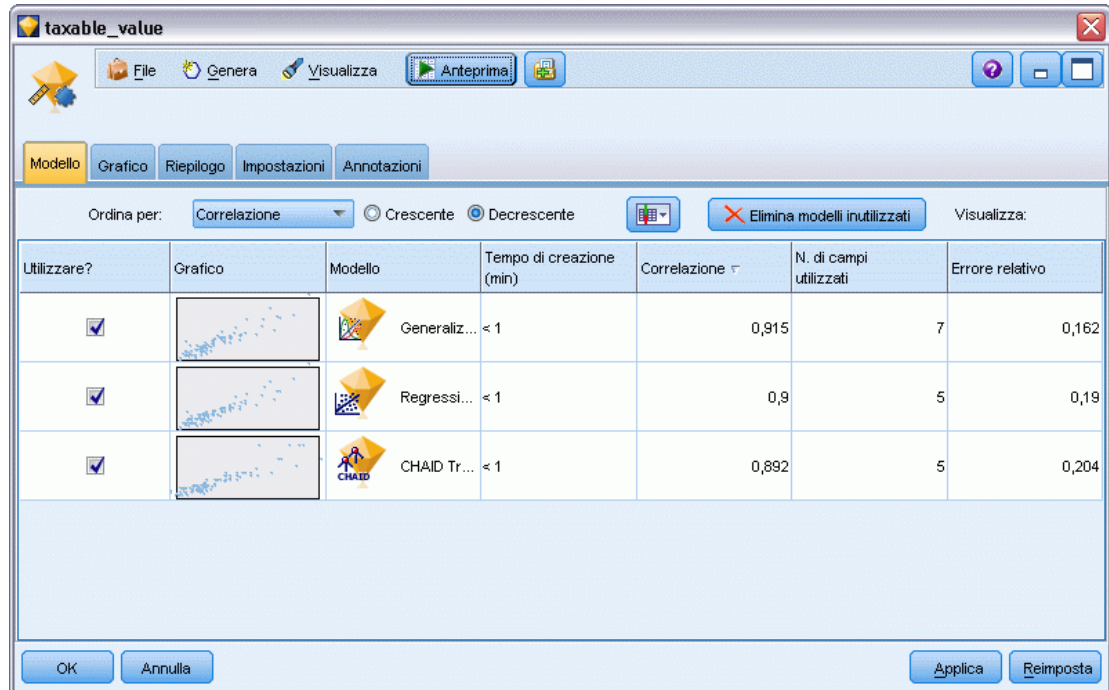 taxable_value
File Genera Visualizza Anteprima
Modello Grafico Riepilogo Impostazioni Annotazioni
Ordina per: Correlazione Crescente Decrescente Elimina modelli inutilizzati Visualizza:
Utilizzare? Grafico Modello Tempo di creazione (min) Correlazione N. di campi utilizzati Errore relativo
Generaliz... < 1 0,915 7 0,162
Regressi... < 1 0,9 5 0,19
CHAID CHAID Tr... < 1 0,892 5 0,204
OK Annulla Applica Reimposta